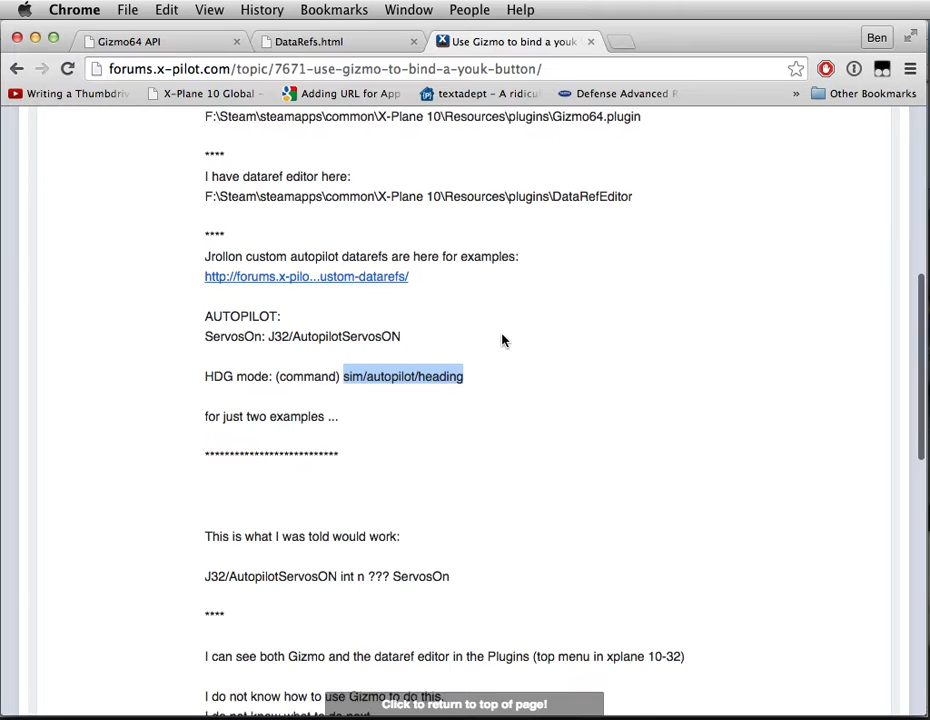 Chrome File Edit View History Bookmarks Window People Help
Gizmo64 API
DataRefs.html
Use Gizmo to bind a youk
Ben
forums.x-pilot.com/topic/7671-use-gizmo-to-bind-a-youk-button/
Writing a Thumbdriv X-Plane 10 Global – Adding URL for App textadept – A ridicul Defense Advanced R » Other Bookmarks
F:\Steam\steamapps\common\X-Plane 10\Resources\plugins\Gizmo64.plugin
****
I have dataref editor here:
F:\Steam\steamapps\common\X-Plane 10\Resources\plugins\DataRefEditor
****
Jrollon custom autopilot datarefs are here for examples:
http://forums.x-pilo...ustom-datarefs/
AUTOPILOT:
ServosOn: J32/AutopilotServosON
HDG mode: (command) sim/autopilot/heading
for just two examples ...
***************************
This is what I was told would work:
J32/AutopilotServosON int n ??? ServosOn
****
I can see both Gizmo and the dataref editor in the Plugins (top menu in xplane 10-32)
I do not know how to use Gizmo to do this.
Click to return to top of page!
I do not know what to do next